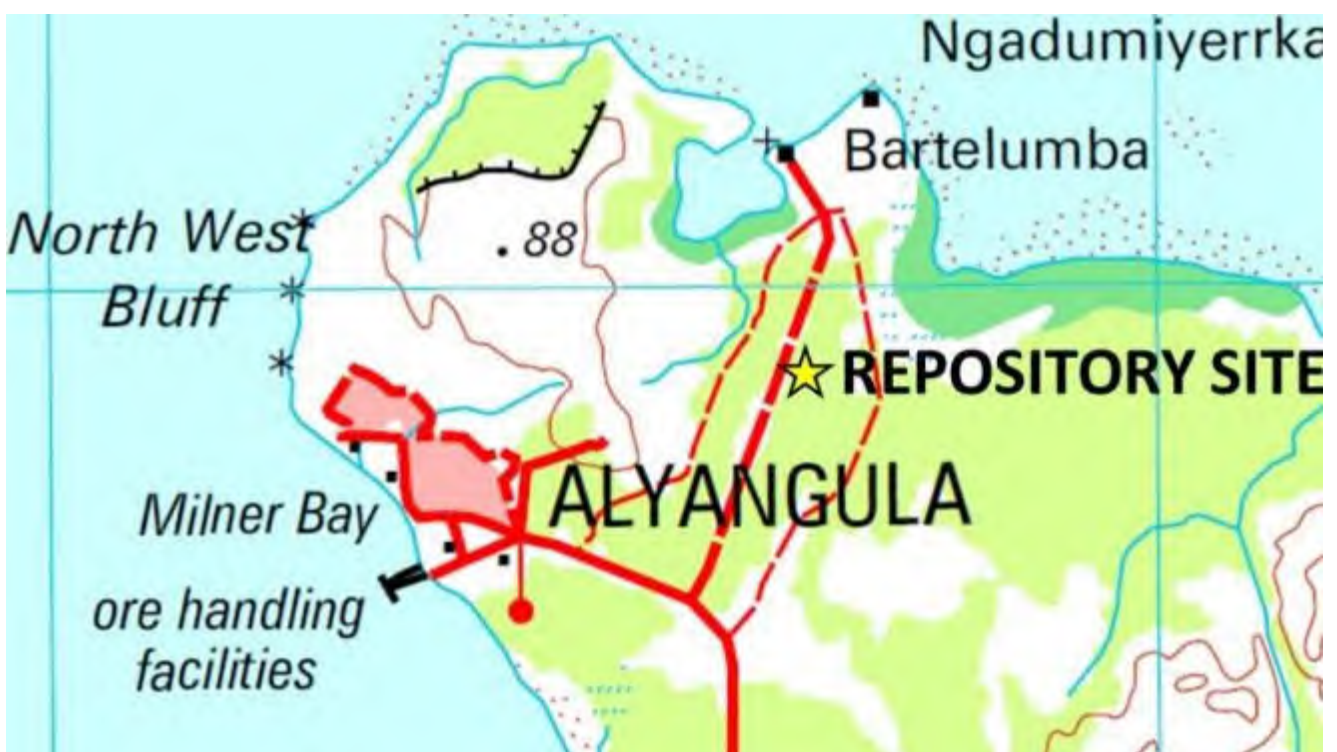 Ngadumiyerrka
Bartelumba
North West
Bluff
. 88
REPOSITORY SITE
ALYANGULA
Milner Bay
ore handling
facilities